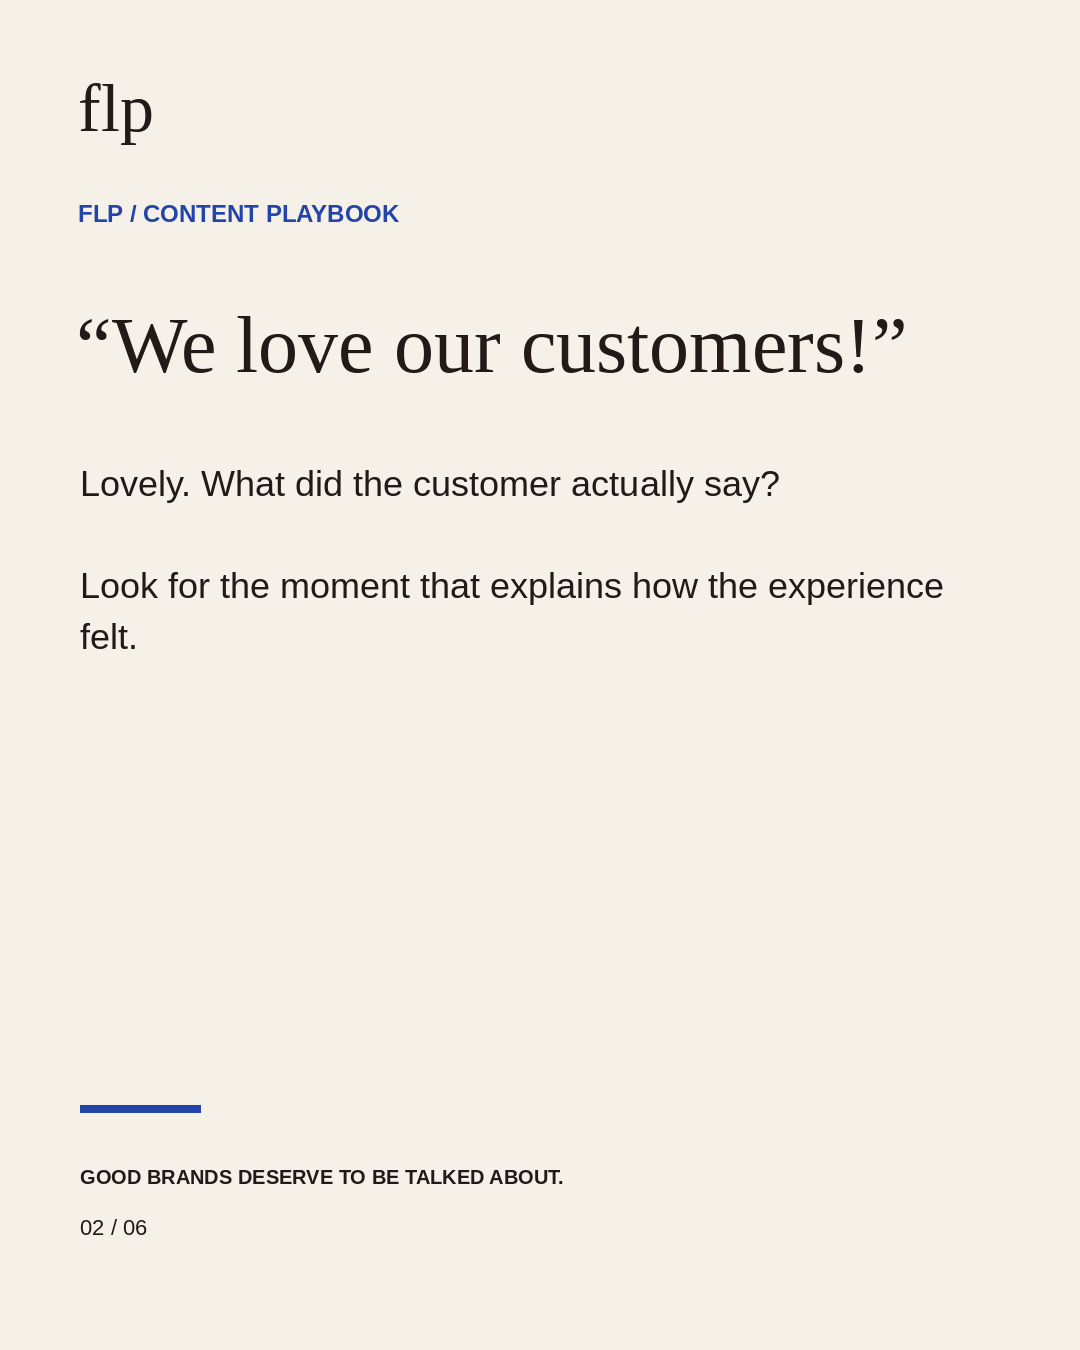 flp
FLP / CONTENT PLAYBOOK
“We love our customers!”
Lovely. What did the customer actually say?
Look for the moment that explains how the experience
felt.
GOOD BRANDS DESERVE TO BE TALKED ABOUT.
02 / 06